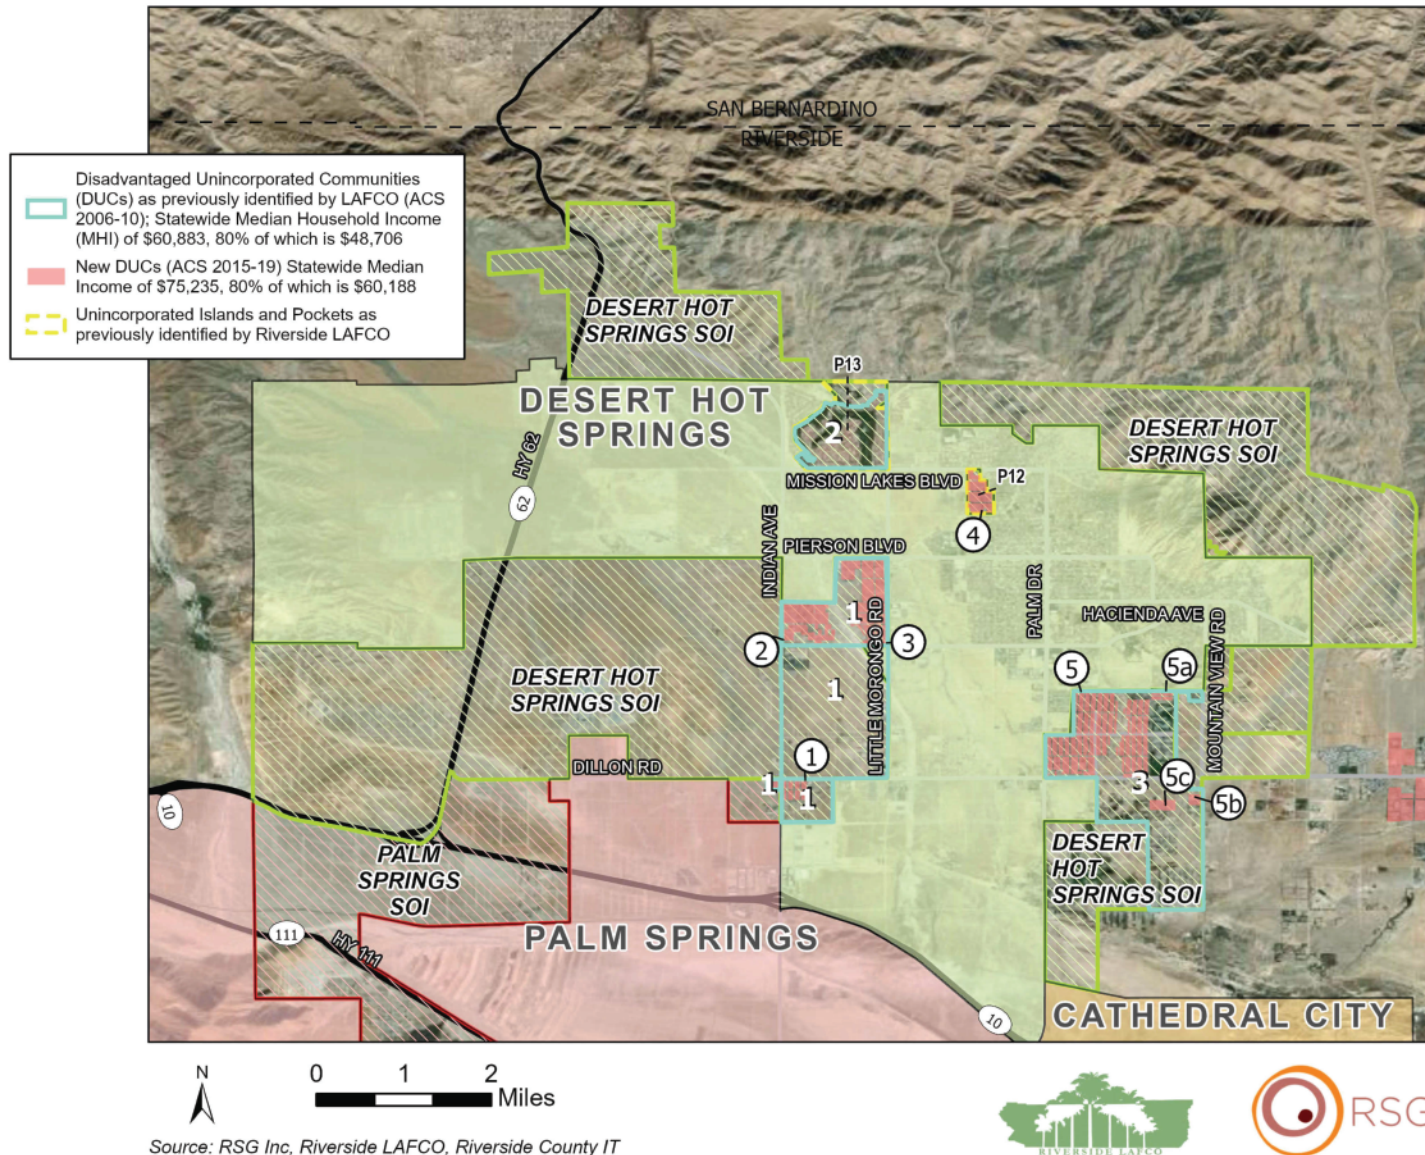 SAN BERNARDINO
RIVERSIDE
Disadvantaged Unincorporated Communities
(DUCs) as previously identified by LAFCO (ACS
2006-10); Statewide Median Household Income
(MHI) of $60,883, 80% of which is $48,706
New DUCs (ACS 2015-19) Statewide Median
Income of $75,235, 80% of which is $60,188
Unincorporated Islands and Pockets as
previously identified by Riverside LAFCO
DESERT HOT
SPRINGS SOI
P13
DESERT HOT
SPRINGS
2
DESERT HOT
SPRINGS SOI
HY 62
62
MISSION LAKES BLVD
P12
4
INDIAN AVE
PIERSON BLVD
PALM DR
HACIENDA AVE
MOUNTAIN VIEW RD
1
LITTLE MORONGO RD
2
3
DESERT HOT
SPRINGS SOI
1
5
5a
1
DILLON RD
1
1
3
5c
5b
10
PALM
SPRINGS
SOI
DESERT
HOT
SPRINGS SOI
111
HY 111
PALM SPRINGS
10
CATHEDRAL CITY
N
0 1 2
Miles
Source: RSG Inc, Riverside LAFCO, Riverside County IT
RIVERSIDE LAFCO
RSG